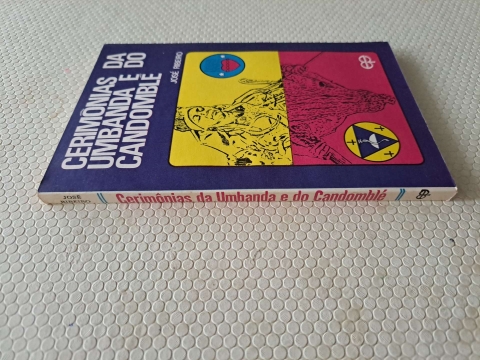 CERIMÔNIAS DA
UMBANDA E DO
CANDOMBLÉ
JOSÉ RIBEIRO
JOSÉ
RIBEIRO
Cerimônias da Umbanda e do Candomblé